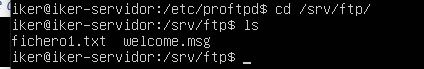 iker@iker-servidor:/etc/proftpd$ cd /srv/ftp/
iker@iker-servidor:/srv/ftp$ ls
fichero1.txt  welcome.msg
iker@iker-servidor:/srv/ftp$ _